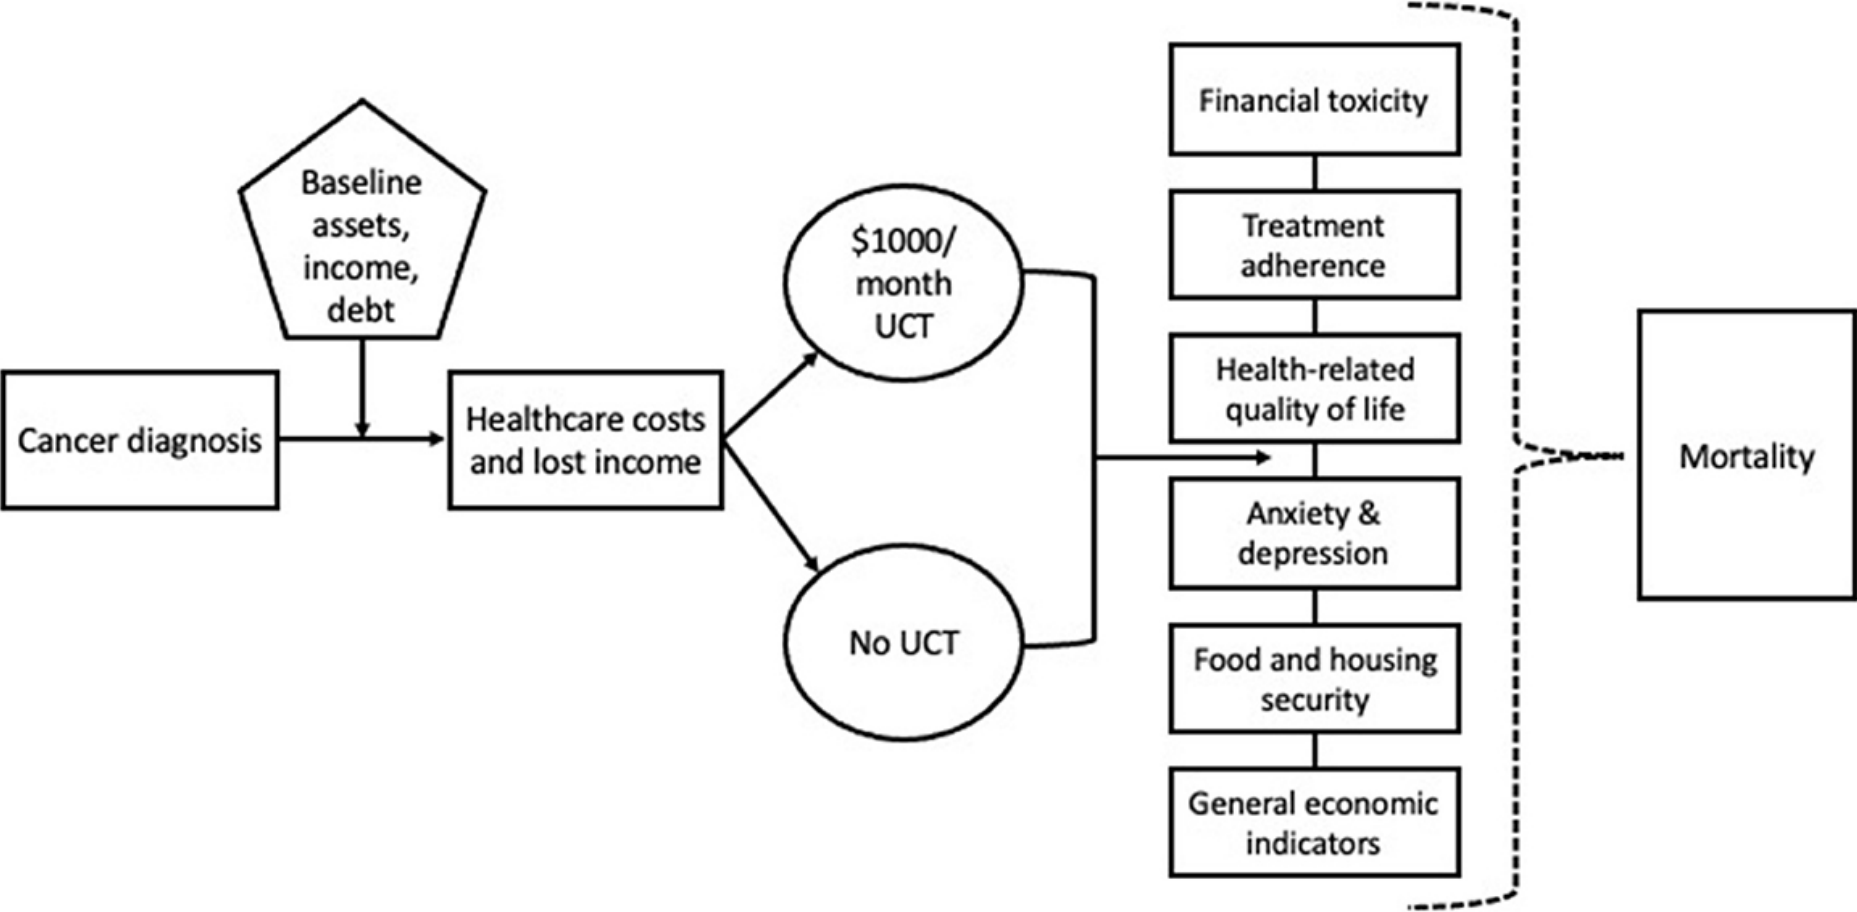 Cancer diagnosis
Baseline
assets,
income,
debt
Healthcare costs
and lost income
$1000/
month
UCT
No UCT
Financial toxicity
Treatment
adherence
Health-related
quality of life
Anxiety &
depression
Food and housing
security
General economic
indicators
Mortality